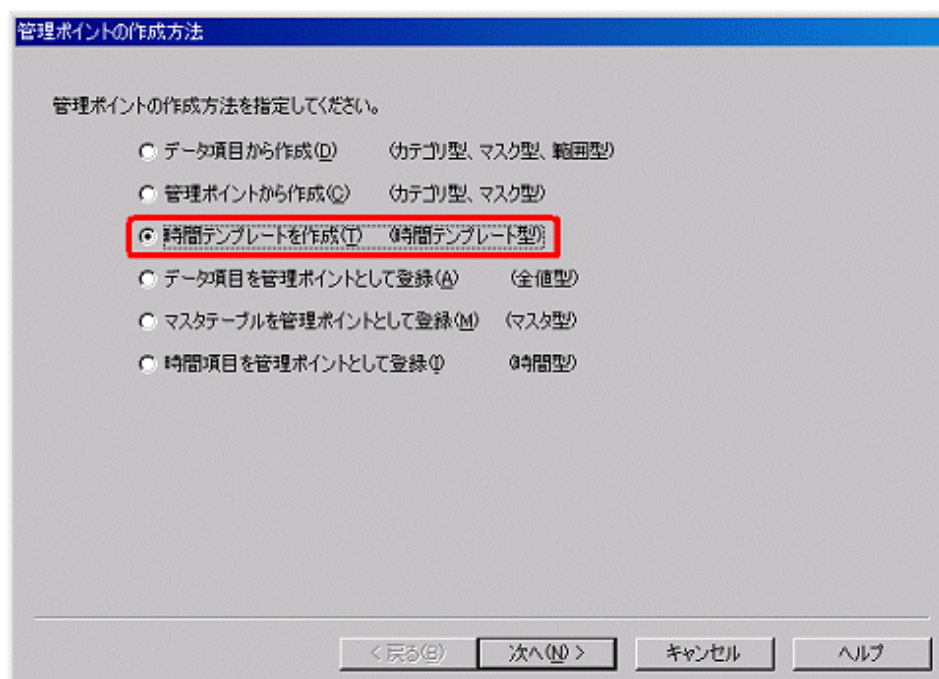 管理ポイントの作成方法
管理ポイントの作成方法を指定してください。
データ項目から作成(D) (カテゴリ型、マスク型、範囲型)
管理ポイントから作成(C) (カテゴリ型、マスク型)
時間テンプレートを作成(T) (時間テンプレート型)
データ項目を管理ポイントとして登録(A) (全値型)
マスタテーブルを管理ポイントとして登録(M) (マスタ型)
時間項目を管理ポイントとして登録(I) (時間型)
< 戻る(B) 次へ(N) > キャンセル ヘルプ